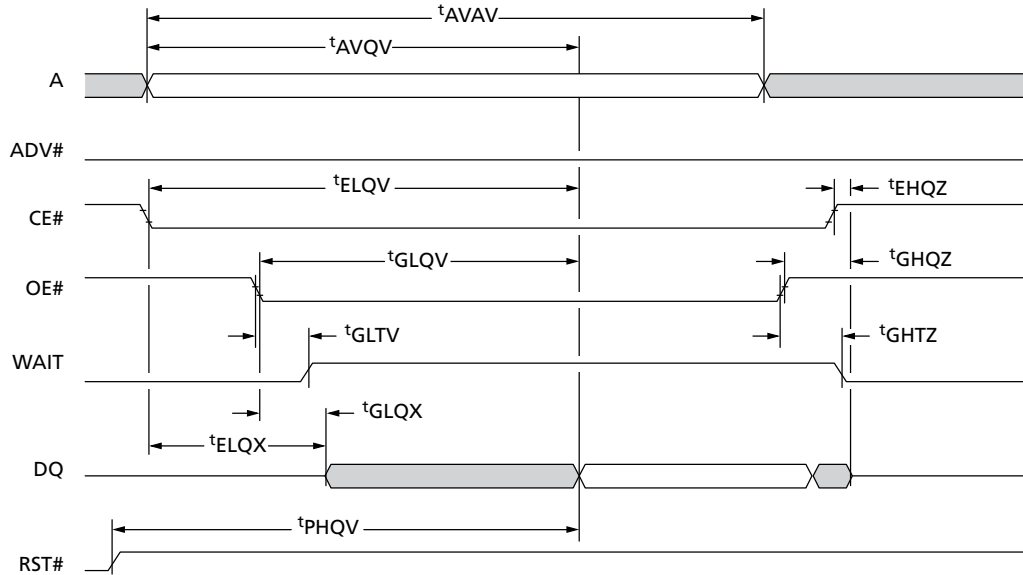 tAVAV
tAVQV
A
ADV#
tELQV
tEHQZ
CE#
tGLQV
tGHQZ
OE#
tGLTV
tGHTZ
WAIT
tGLQX
tELQX
DQ
tPHQV
RST#